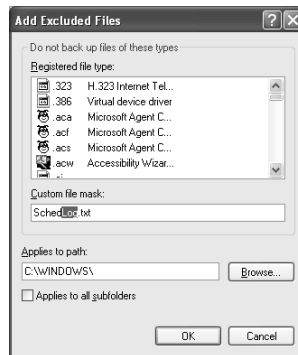 Add Excluded Files
Do not back up files of these types
Registered file type:
.323 H.323 Internet Tel...
.386 Virtual device driver
.aca Microsoft Agent C...
.acf Microsoft Agent C...
.acs Microsoft Agent C...
.acw Accessibility Wizar...
Custom file mask:
SchedLog.txt
Applies to path:
C:\WINDOWS\
Browse...
Applies to all subfolders
OK Cancel